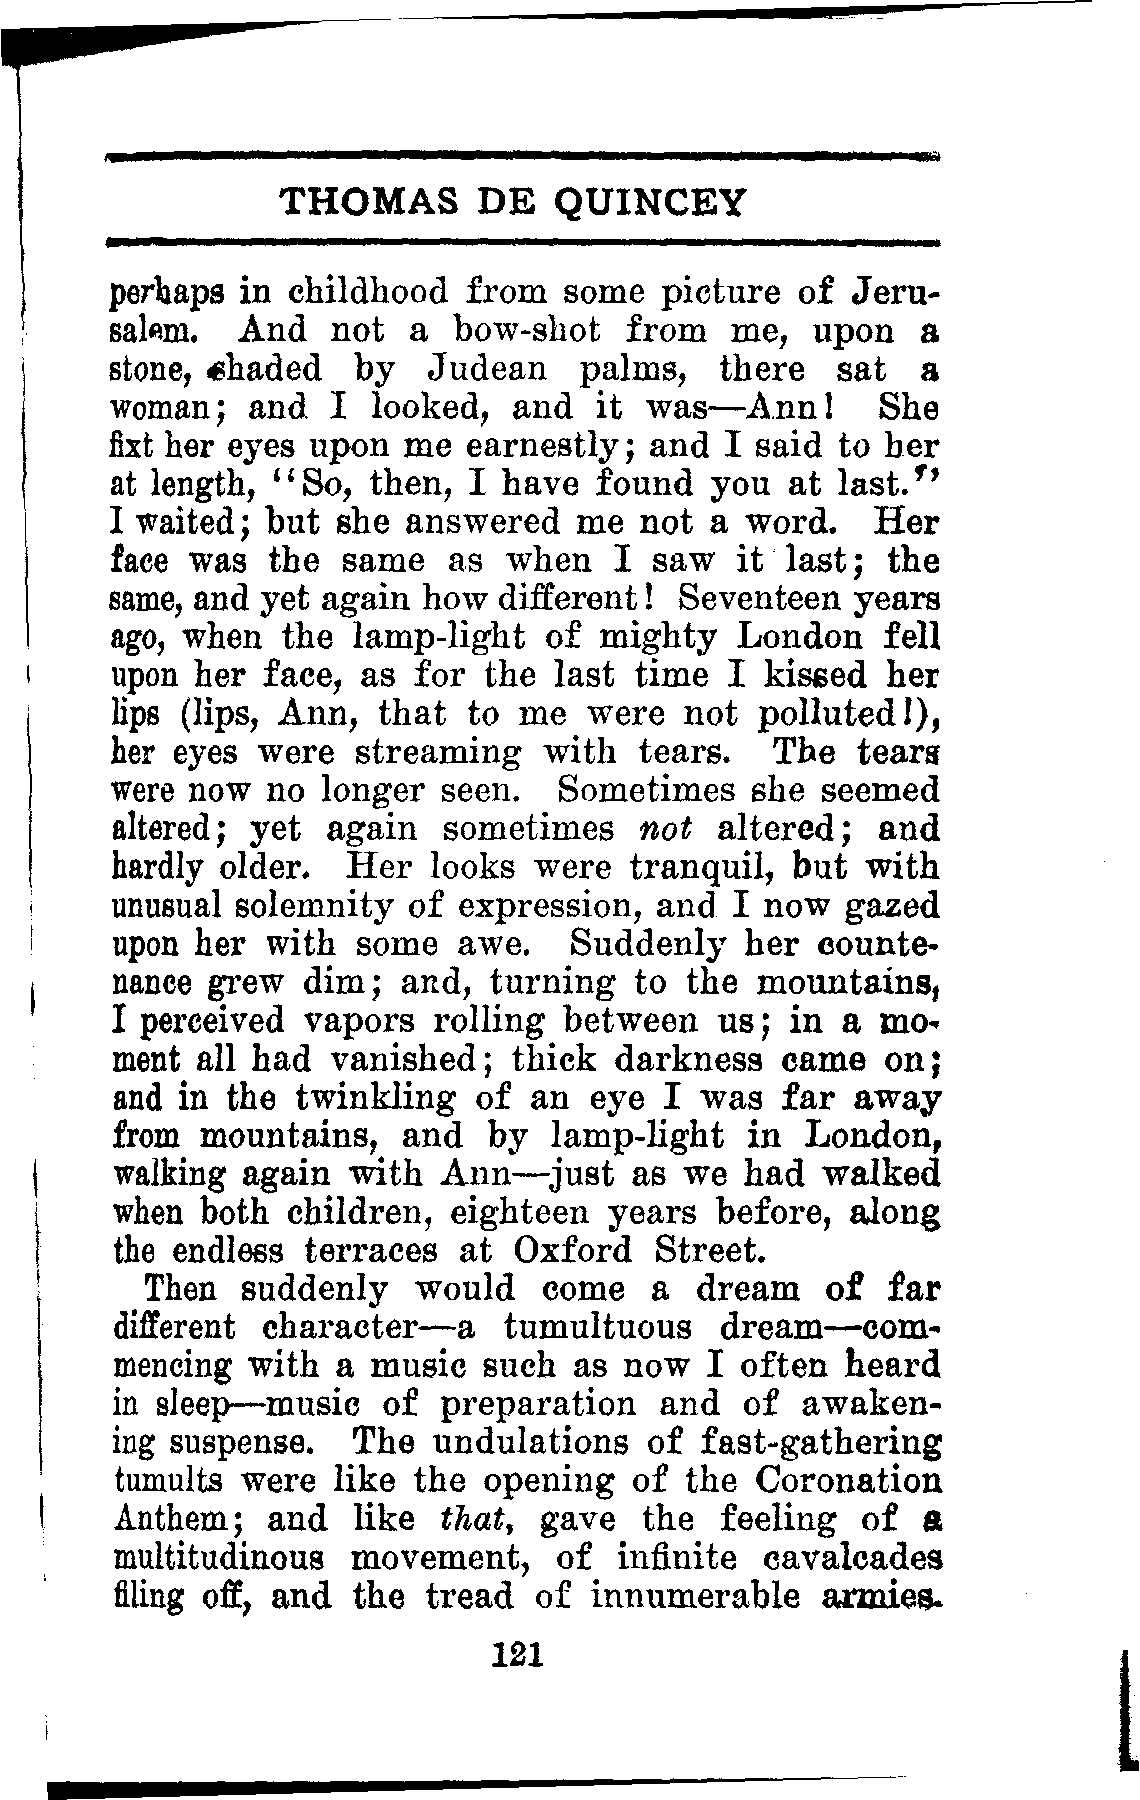 THOMAS DE QUINCEY
perhaps in childhood from some picture of Jeru-
salem. And not a bow-shot from me, upon a
stone, shaded by Judean palms, there sat a
woman; and I looked, and it was—Ann! She
fixt her eyes upon me earnestly; and I said to her
at length, "So, then, I have found you at last."
I waited; but she answered me not a word. Her
face was the same as when I saw it last; the
same, and yet again how different! Seventeen years
ago, when the lamp-light of mighty London fell
upon her face, as for the last time I kissed her
lips (lips, Ann, that to me were not polluted!),
her eyes were streaming with tears. The tears
were now no longer seen. Sometimes she seemed
altered; yet again sometimes not altered; and
hardly older. Her looks were tranquil, but with
unusual solemnity of expression, and I now gazed
upon her with some awe. Suddenly her counte-
nance grew dim; and, turning to the mountains,
I perceived vapors rolling between us; in a mo-
ment all had vanished; thick darkness came on;
and in the twinkling of an eye I was far away
from mountains, and by lamp-light in London,
walking again with Ann—just as we had walked
when both children, eighteen years before, along
the endless terraces at Oxford Street.
Then suddenly would come a dream of far
different character—a tumultuous dream—com-
mencing with a music such as now I often heard
in sleep—music of preparation and of awaken-
ing suspense. The undulations of fast-gathering
tumults were like the opening of the Coronation
Anthem; and like that, gave the feeling of a
multitudinous movement, of infinite cavalcades
filing off, and the tread of innumerable armies.
121